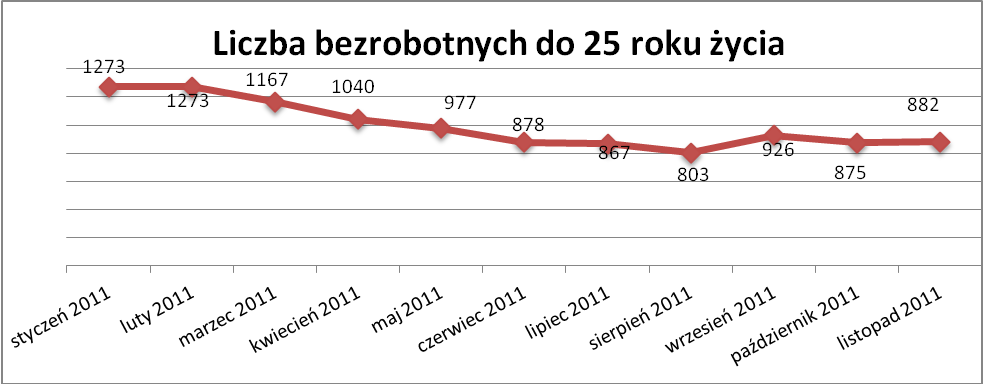 Liczba bezrobotnych do 25 roku życia
1273
1273
1167
1040
977
878
867
803
926
875
882
styczeń 2011
luty 2011
marzec 2011
kwiecień 2011
maj 2011
czerwiec 2011
lipiec 2011
sierpień 2011
wrzesień 2011
październik 2011
listopad 2011